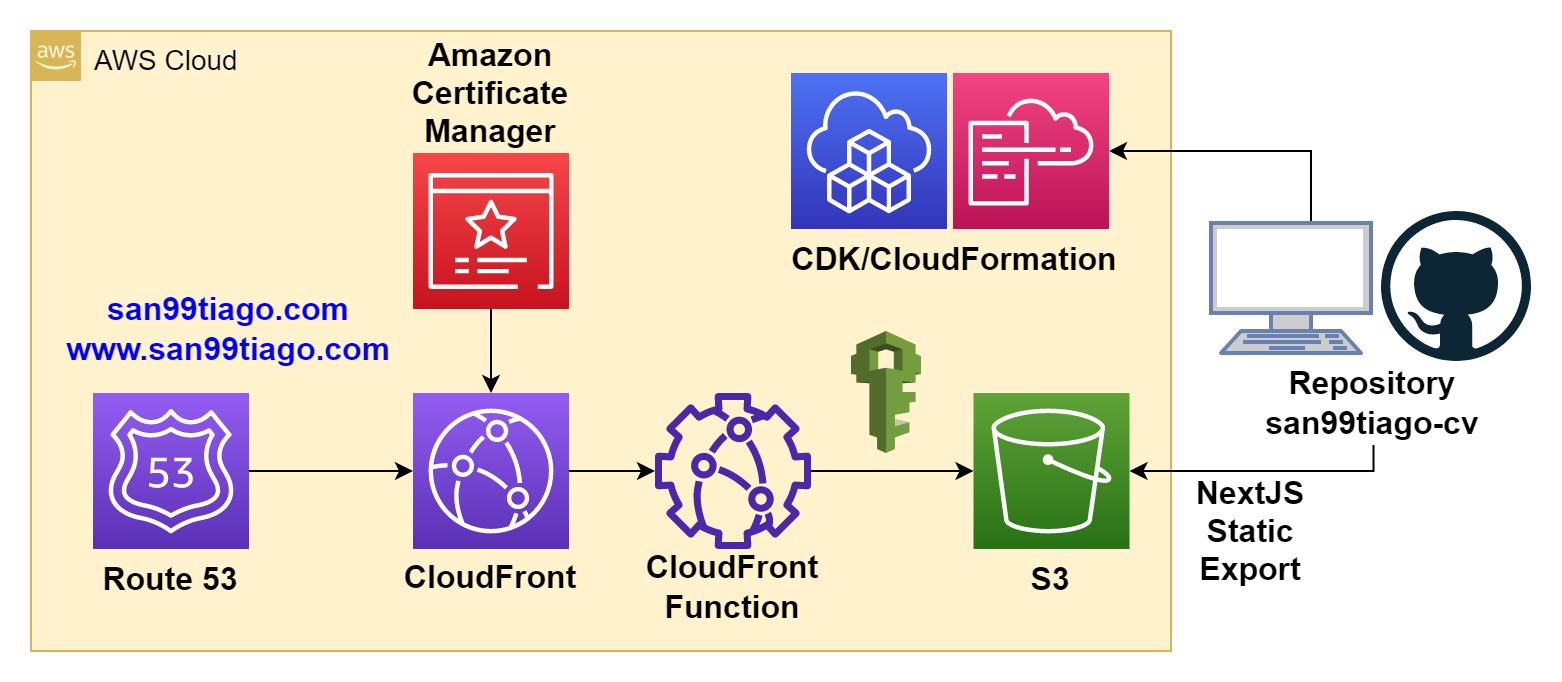 aws
AWS Cloud
Amazon
Certificate
Manager
CDK/CloudFormation
san99tiago.com
www.san99tiago.com
Repository
san99tiago-cv
53
Route 53
CloudFront
CloudFront
Function
S3
NextJS
Static
Export